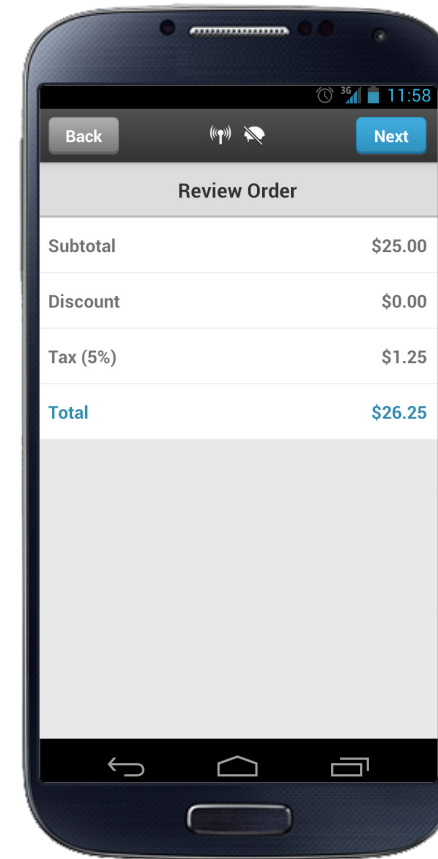 3G 11:58
Back Next
Review Order
Subtotal $25.00
Discount $0.00
Tax (5%) $1.25
Total $26.25